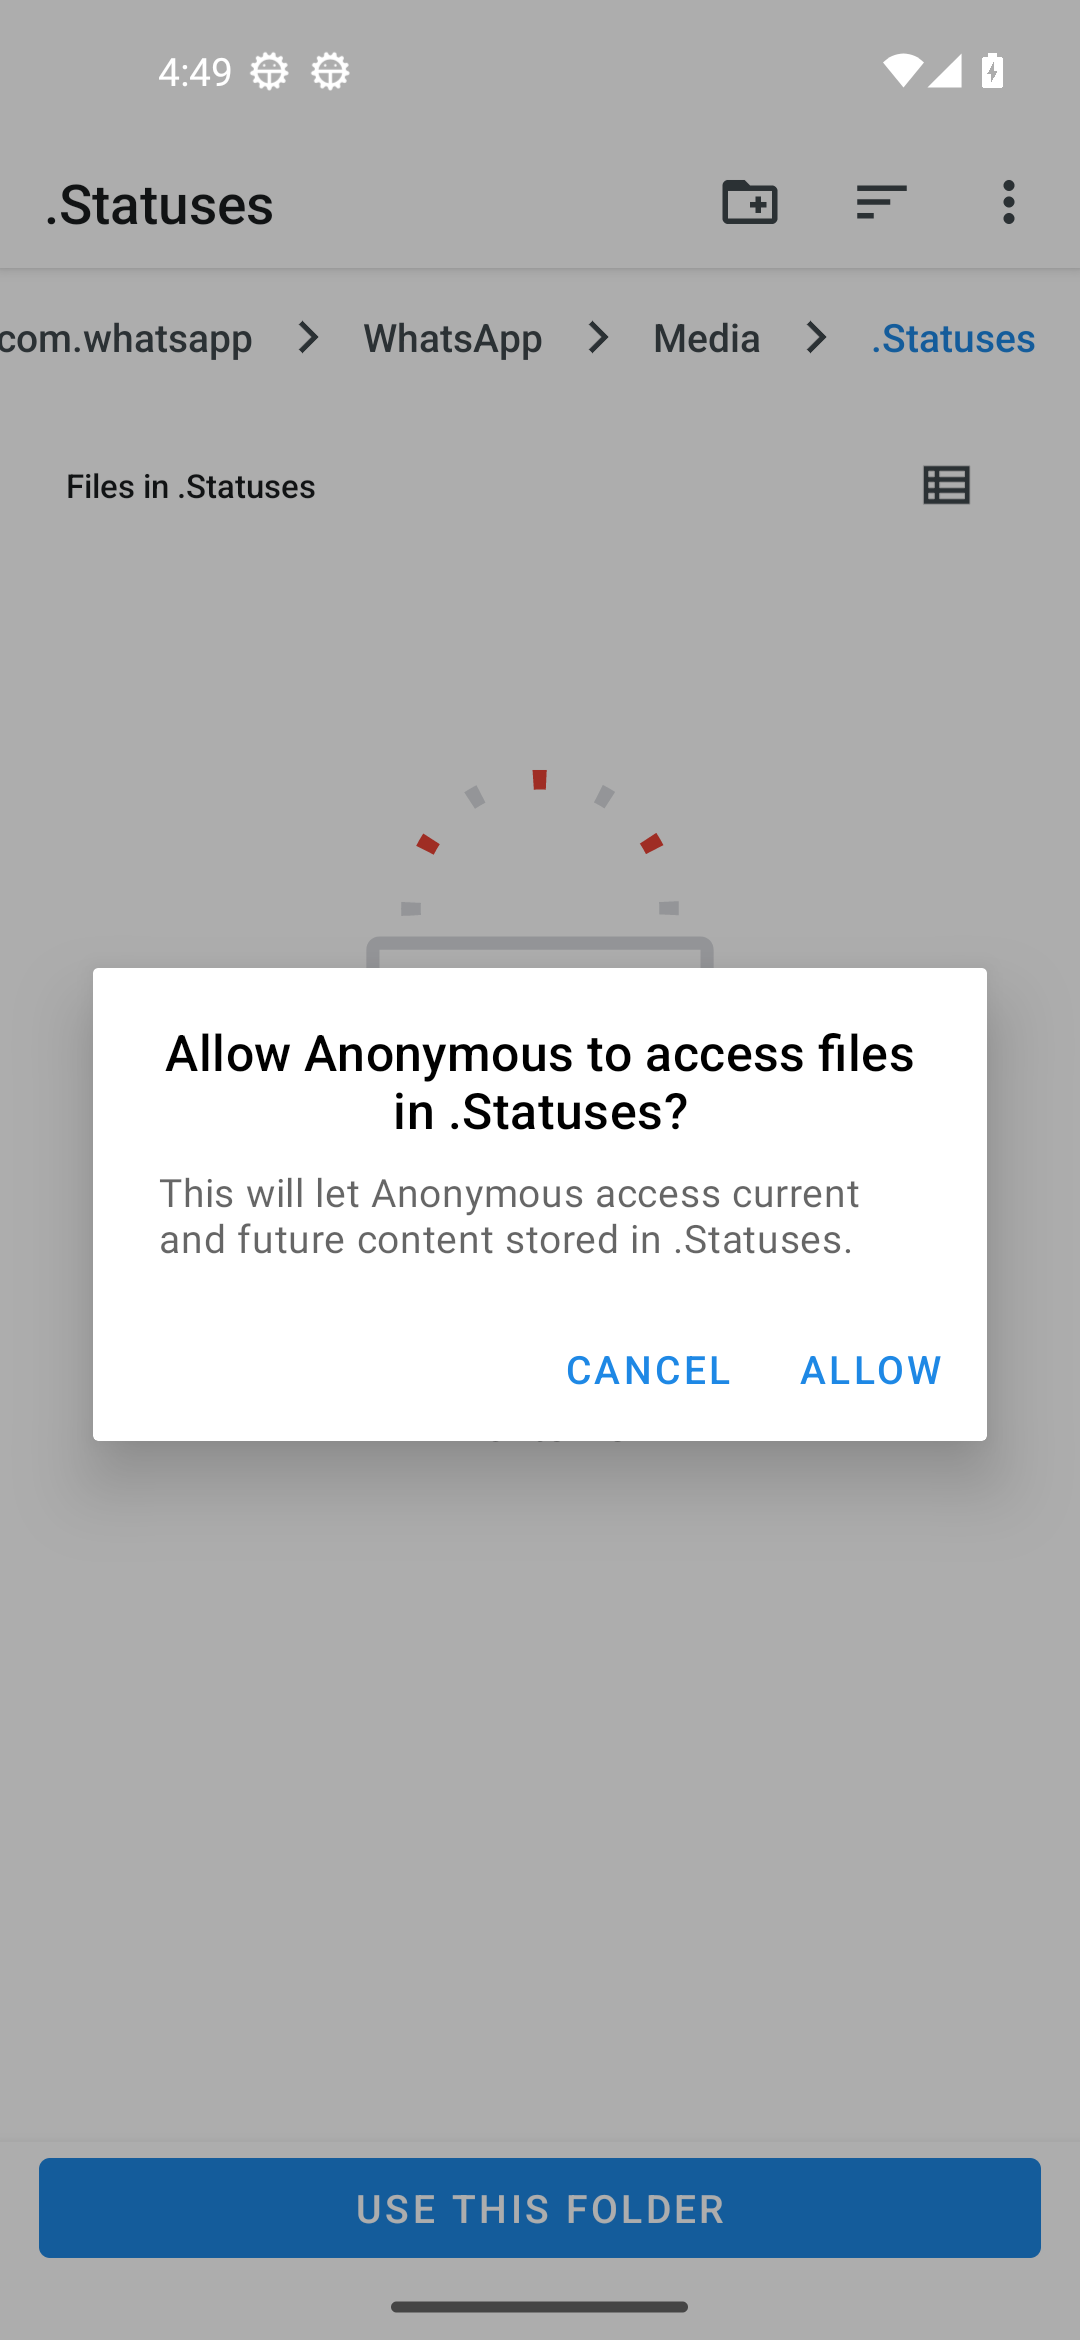 4:49
.Statuses
com.whatsapp
WhatsApp
Media
.Statuses
Files in .Statuses
Allow Anonymous to access files
in .Statuses?
This will let Anonymous access current
and future content stored in .Statuses.
CANCEL
ALLOW
USE THIS FOLDER